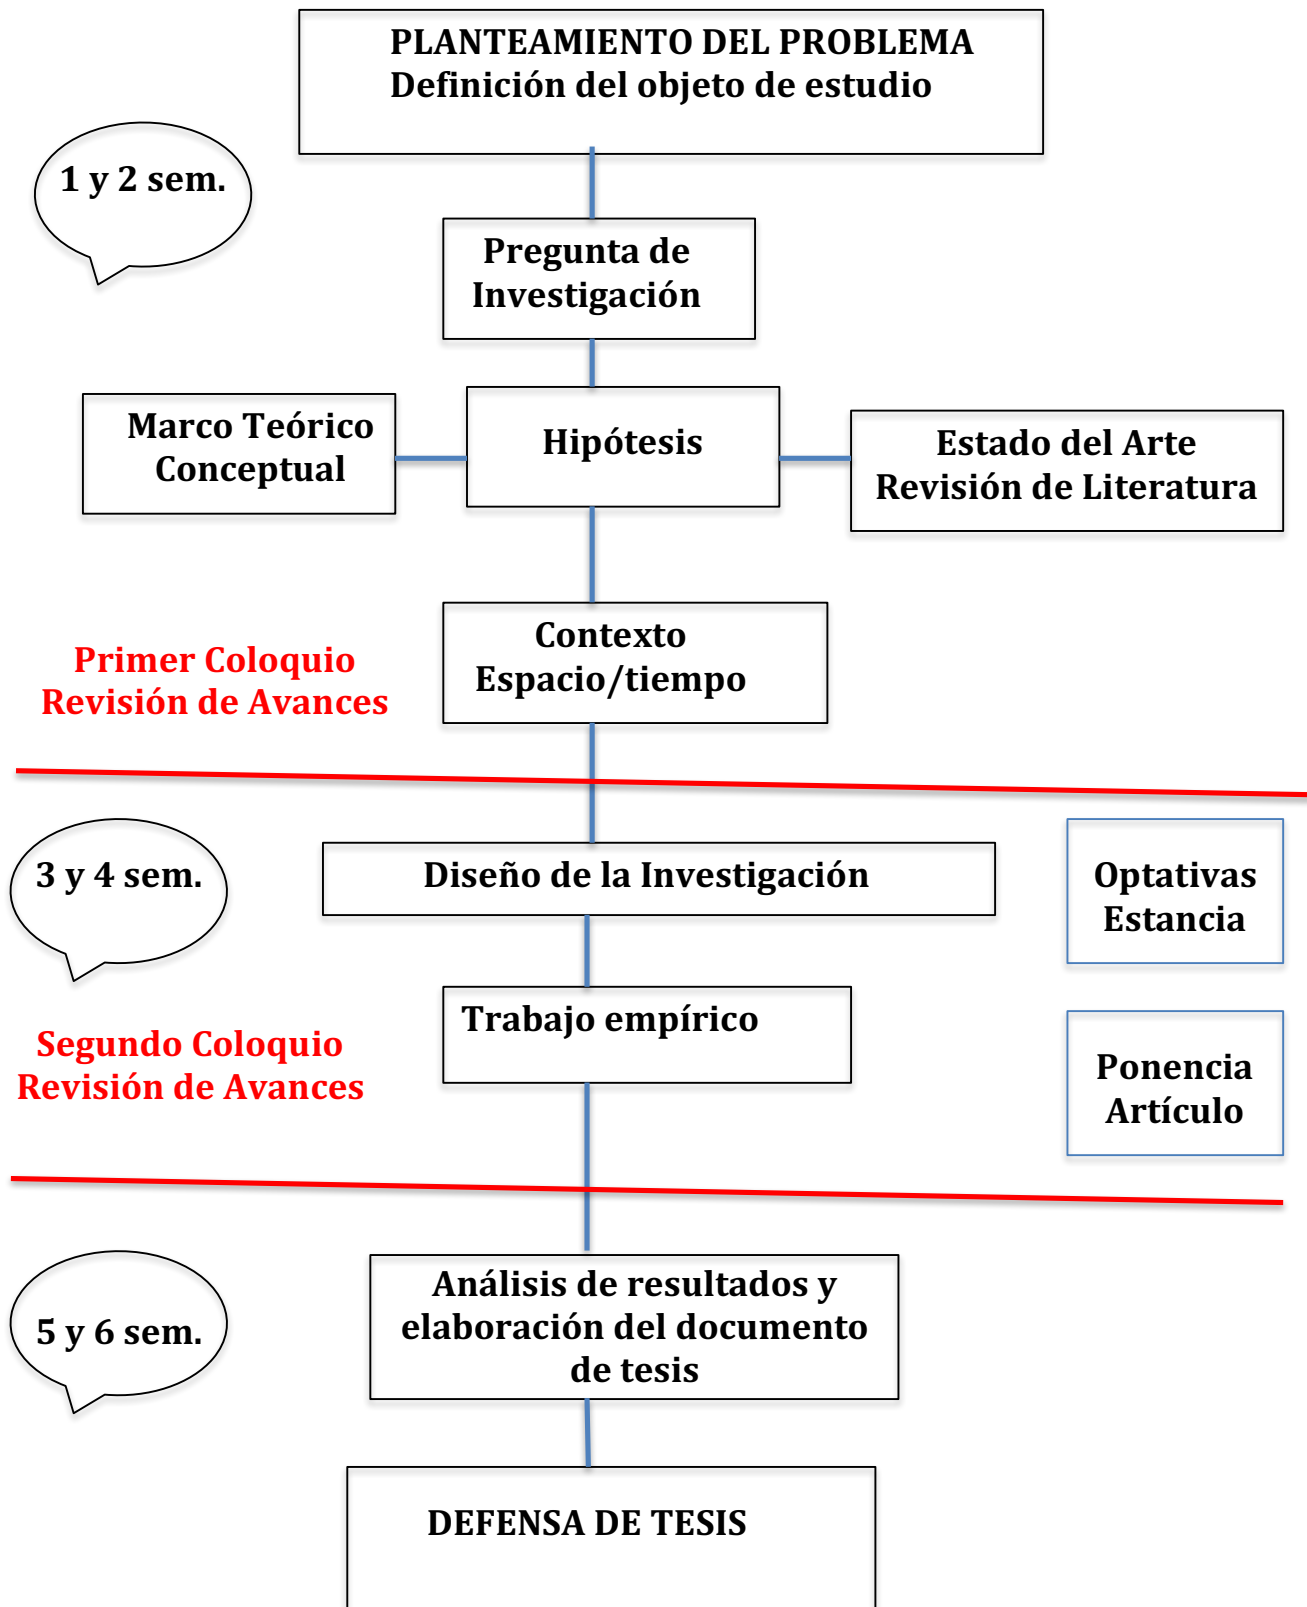 PLANTEAMIENTO DEL PROBLEMA
Definición del objeto de estudio
1 y 2 sem.
Pregunta de
Investigación
Marco Teórico
Conceptual
Hipótesis
Estado del Arte
Revisión de Literatura
Contexto
Espacio/tiempo
Primer Coloquio
Revisión de Avances
3 y 4 sem.
Diseño de la Investigación
Optativas
Estancia
Trabajo empírico
Segundo Coloquio
Revisión de Avances
Ponencia
Artículo
5 y 6 sem.
Análisis de resultados y
elaboración del documento
de tesis
DEFENSA DE TESIS